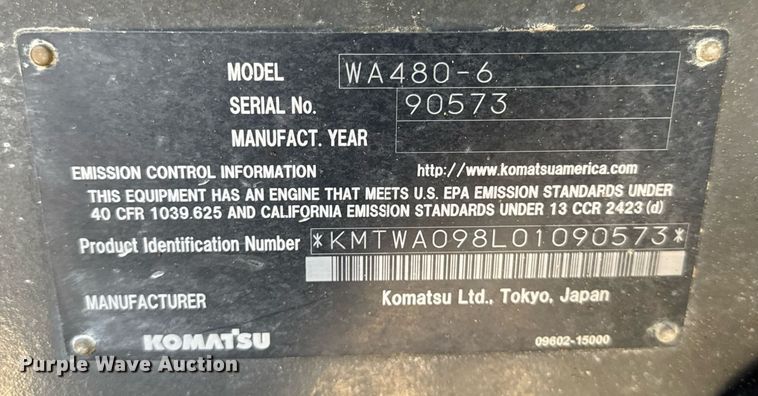 MODEL WA480-6
SERIAL No. 90573
MANUFACT. YEAR
EMISSION CONTROL INFORMATION http://www.komatsuamerica.com
THIS EQUIPMENT HAS AN ENGINE THAT MEETS U.S. EPA EMISSION STANDARDS UNDER
40 CFR 1039.625 AND CALIFORNIA EMISSION STANDARDS UNDER 13 CCR 2423 (d)
Product Identification Number *KMTWA098L01090573*
MANUFACTURER Komatsu Ltd., Tokyo, Japan
KOMATSU 09602-15000
Purple Wave Auction